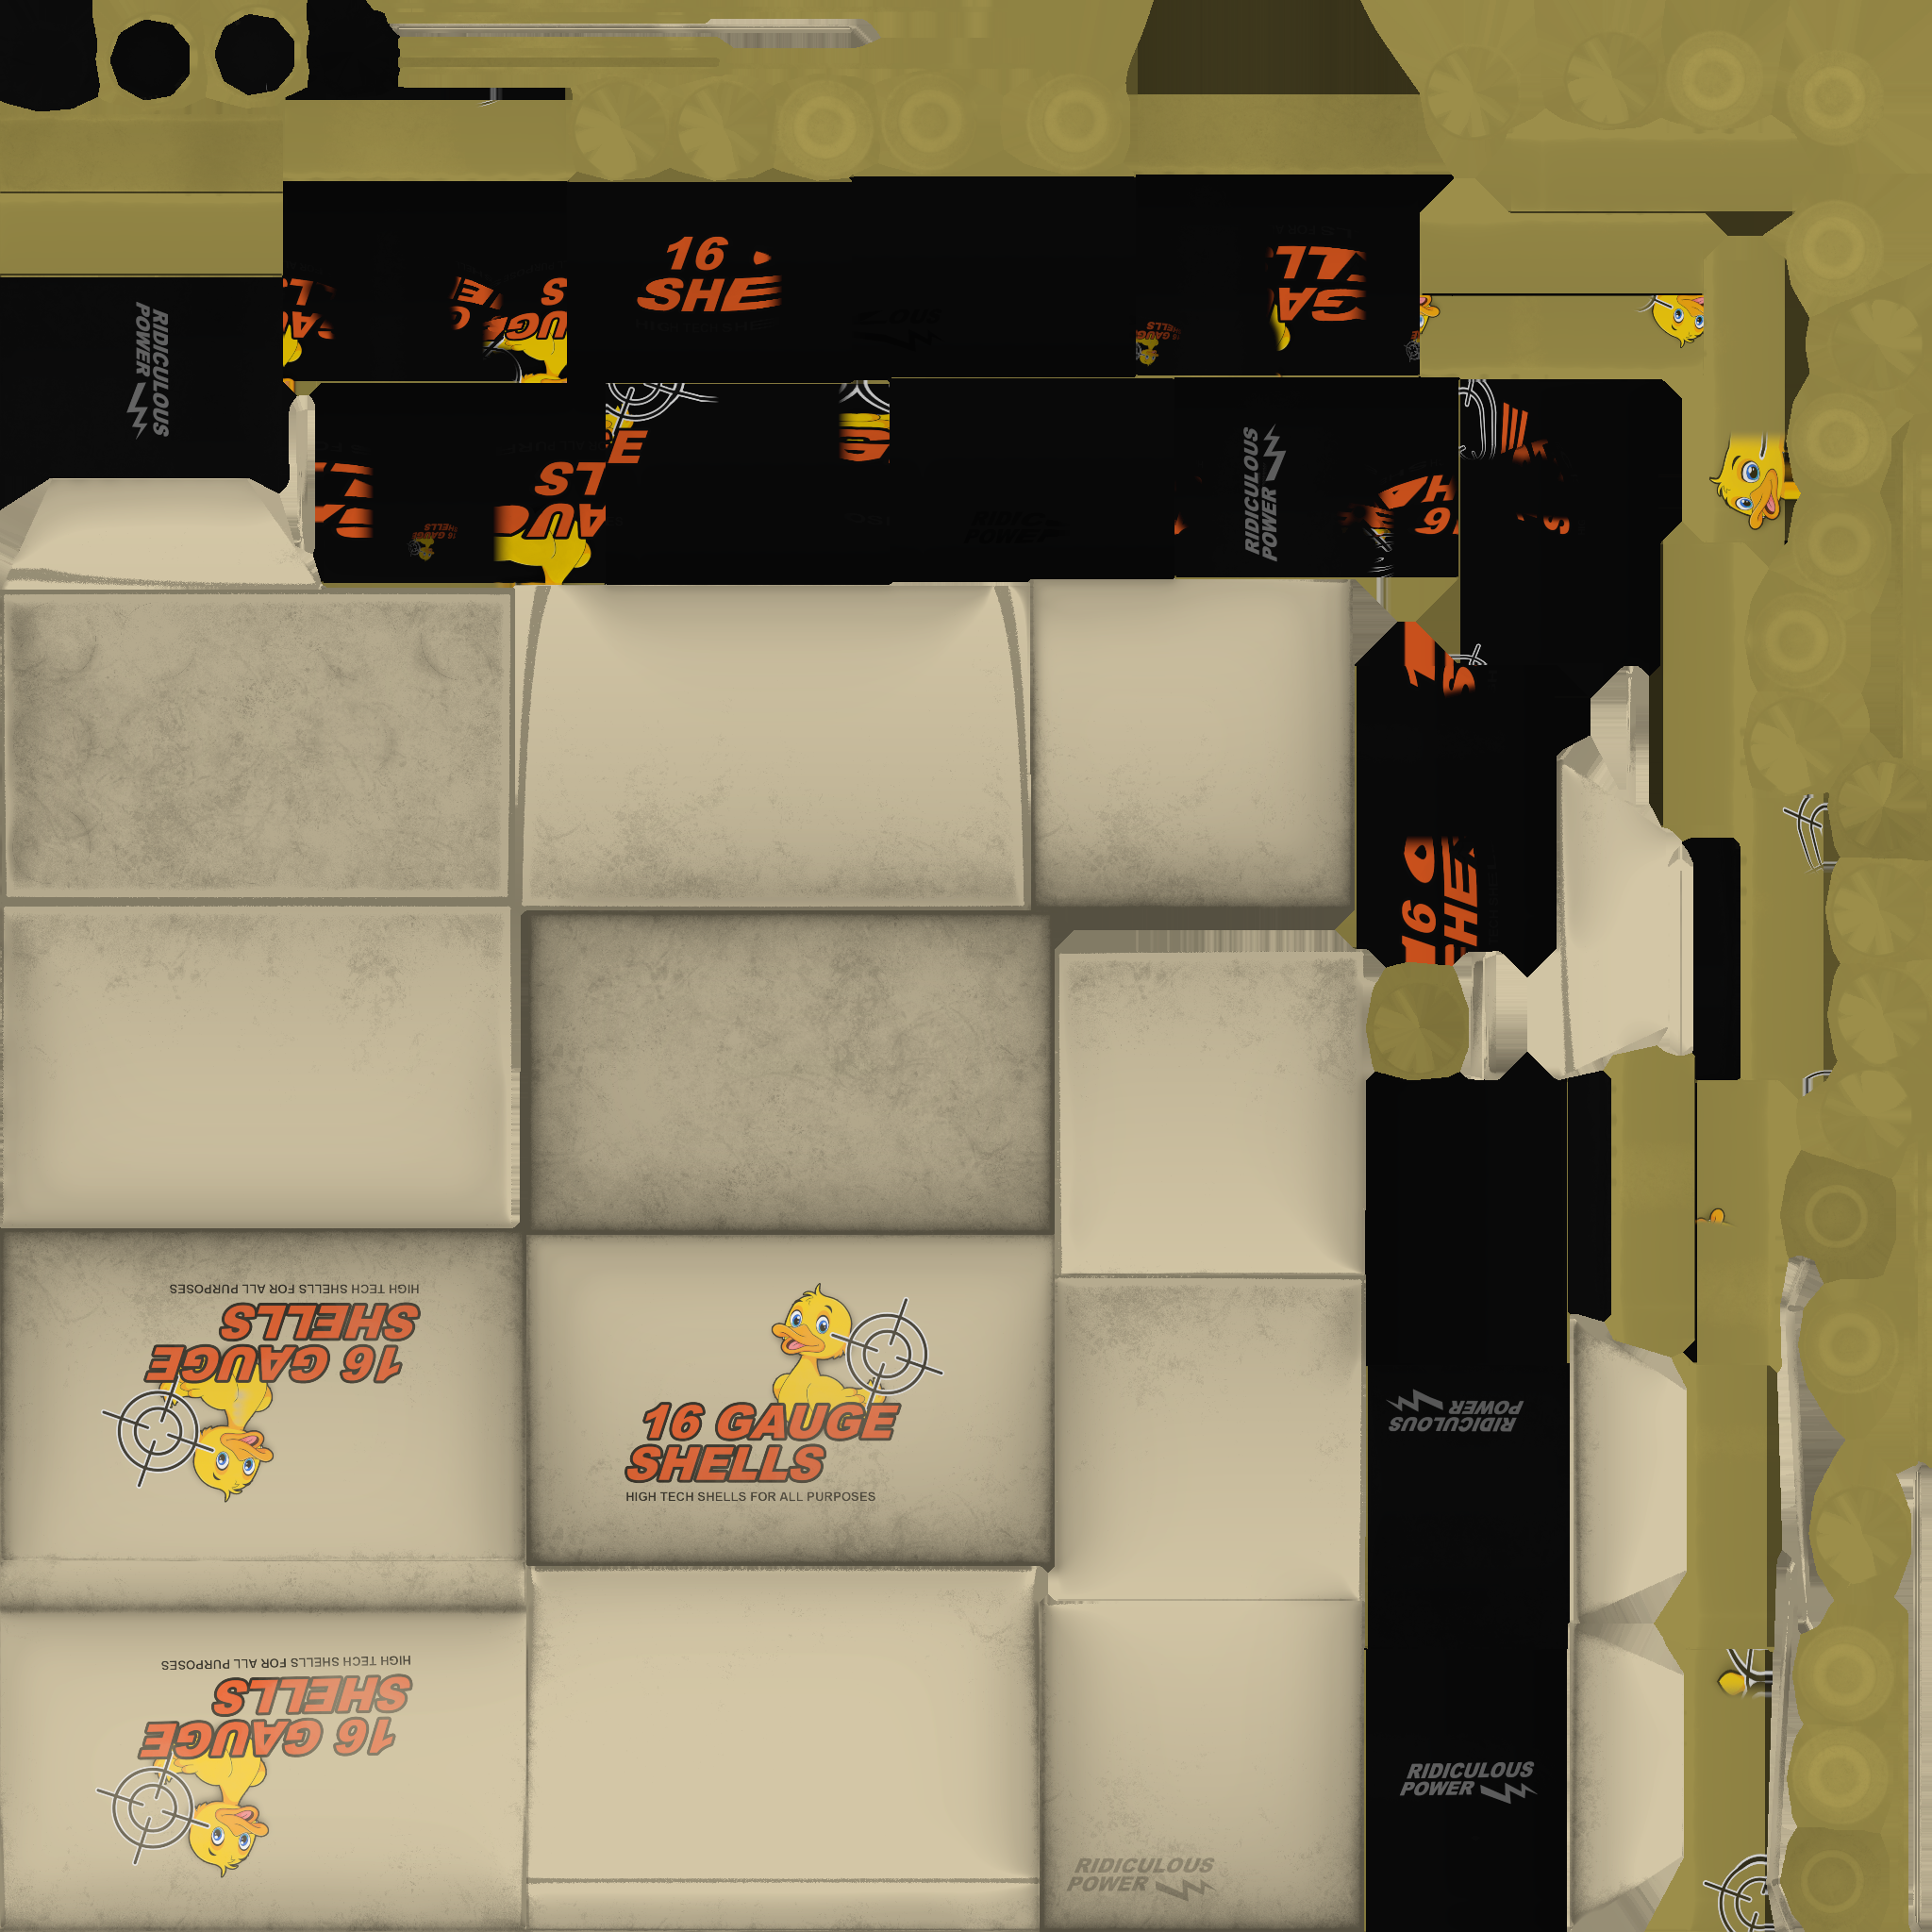 16
SHE
RIDICULOUS
POWER
E
RIDICULOUS
POWER
16
SHE
HIGH TECH SHELLS FOR ALL PURPOSES
SHELLS
16 GAUGE
16 GAUGE
SHELLS
HIGH TECH SHELLS FOR ALL PURPOSES
RIDICULOUS
POWER
HIGH TECH SHELLS FOR ALL PURPOSES
SHELLS
16 GAUGE
RIDICULOUS
POWER
RIDICULOUS
POWER